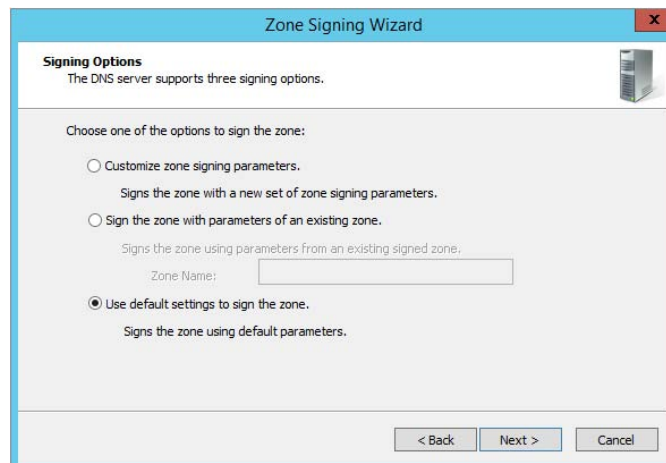 Zone Signing Wizard
x
Signing Options
The DNS server supports three signing options.
Choose one of the options to sign the zone:
Customize zone signing parameters.
Signs the zone with a new set of zone signing parameters.
Sign the zone with parameters of an existing zone.
Signs the zone using parameters from an existing signed zone.
Zone Name:
Use default settings to sign the zone.
Signs the zone using default parameters.
< Back Next > Cancel